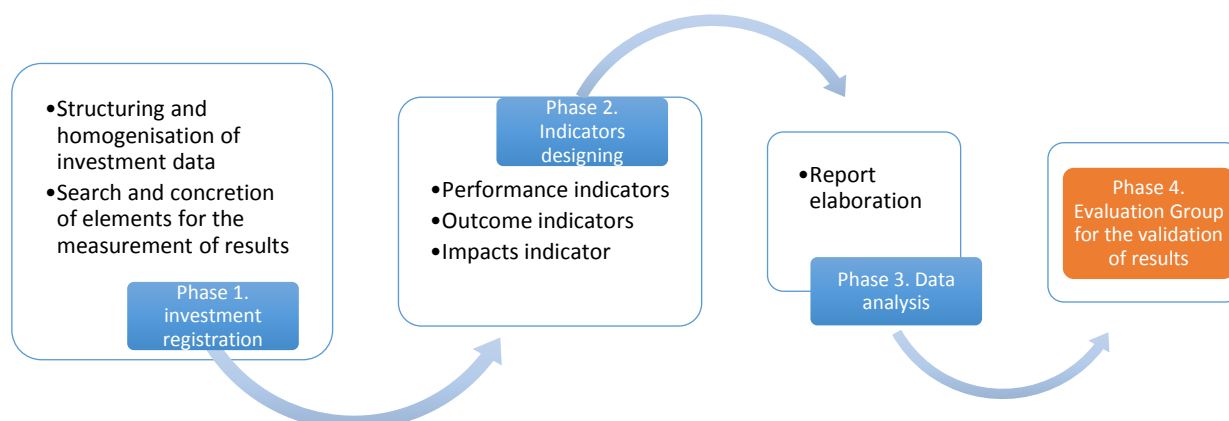 •Structuring and
homogenisation of
investment data
•Search and concretion
of elements for the
measurement of results
Phase 1.
investment
registration
Phase 2.
Indicators
designing
•Performance indicators
•Outcome indicators
•Impacts indicator
•Report
elaboration
Phase 3. Data
analysis
Phase 4.
Evaluation Group
for the validation
of results